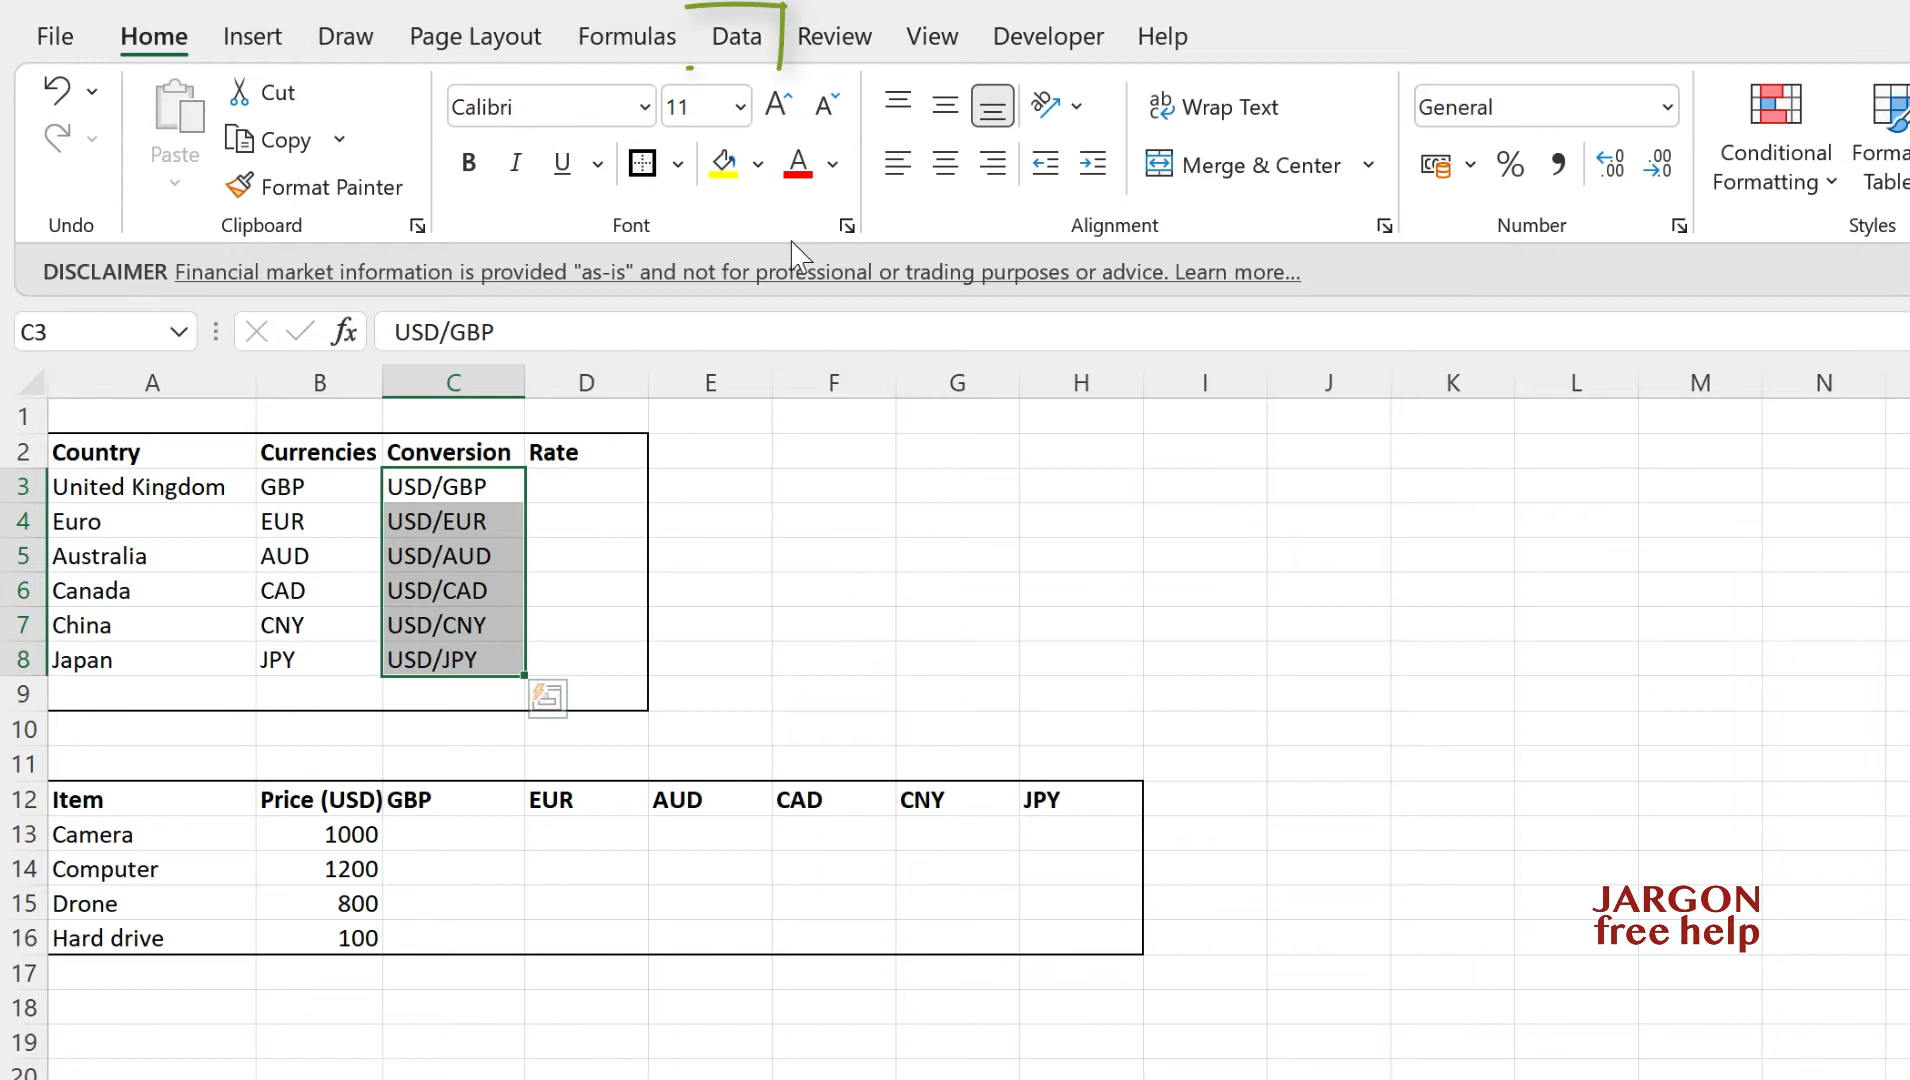 File Home Insert Draw Page Layout Formulas Data Review View Developer Help
Undo
Paste
Cut
Copy
Format Painter
Clipboard
Calibri 11
B I U
Font
Wrap Text
Merge & Center
Alignment
General
% , .00 .00
Number
Conditional
Formatting
Forma
Table
Styles
DISCLAIMER Financial market information is provided "as-is" and not for professional or trading purposes or advice. Learn more...
C3 fx USD/GBP
A B C D E F G H I J K L M N
1
2 Country Currencies Conversion Rate
3 United Kingdom GBP USD/GBP
4 Euro EUR USD/EUR
5 Australia AUD USD/AUD
6 Canada CAD USD/CAD
7 China CNY USD/CNY
8 Japan JPY USD/JPY
9
10
11
12 Item Price (USD) GBP EUR AUD CAD CNY JPY
13 Camera 1000
14 Computer 1200
15 Drone 800
16 Hard drive 100
17
18
19
20
JARGON
free help